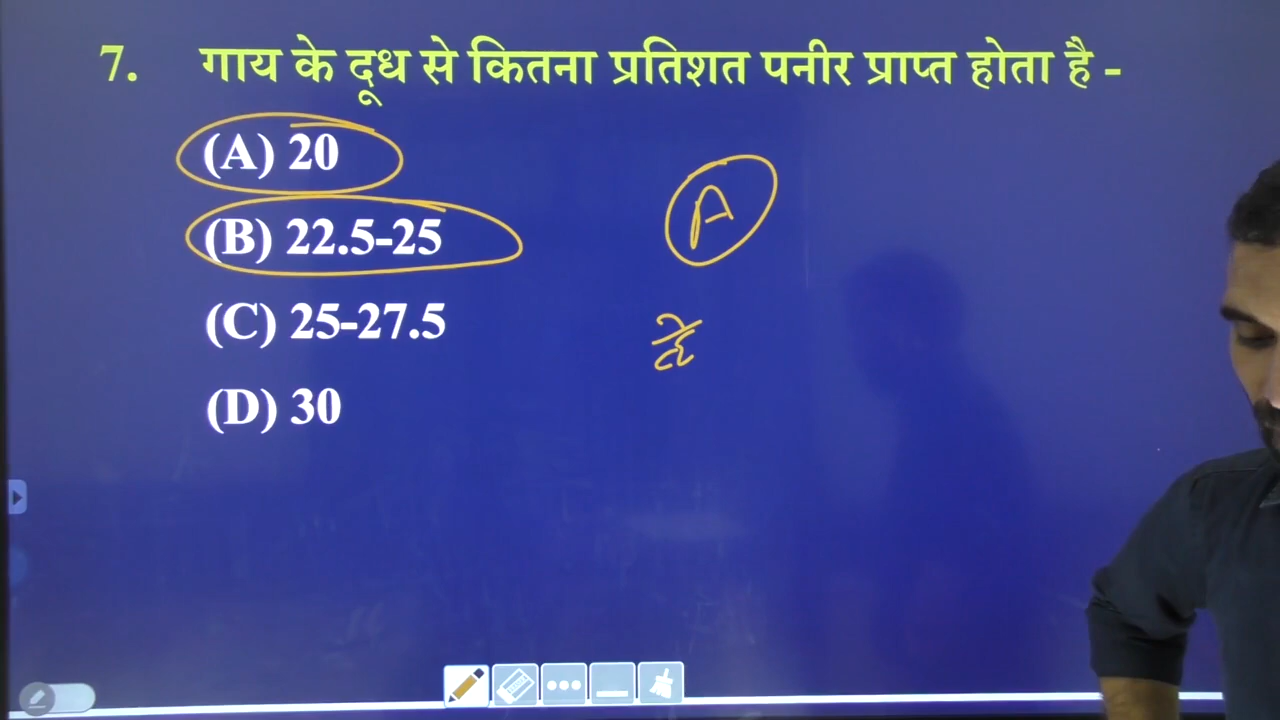 7. गाय के दूध से कितना प्रतिशत पनीर प्राप्त होता है -
(A) 20
(B) 22.5-25
(C) 25-27.5
(D) 30
A